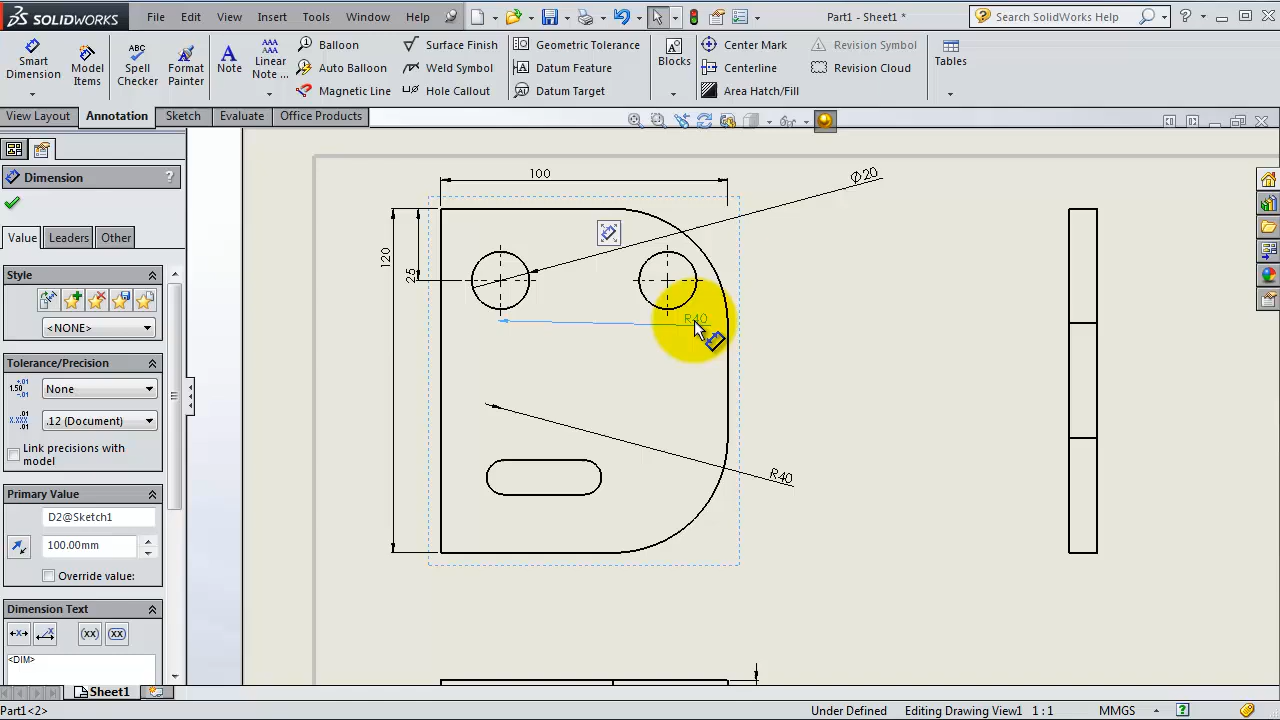 SOLIDWORKS File Edit View Insert Tools Window Help Part1 - Sheet1 * Search SolidWorks Help
Smart Dimension
Model Items
Spell Checker
Format Painter
Note
Linear Note ...
Balloon
Auto Balloon
Magnetic Line
Surface Finish
Weld Symbol
Hole Callout
Geometric Tolerance
Datum Feature
Datum Target
Blocks
Center Mark
Centerline
Area Hatch/Fill
Revision Symbol
Revision Cloud
Tables
View Layout Annotation Sketch Evaluate Office Products
Dimension ?
Value Leaders Other
Style
<NONE>
Tolerance/Precision
None
.12 (Document)
Link precisions with
model
Primary Value
D2@Sketch1
100.00mm
Override value:
Dimension Text
(xx) (xx)
<DIM>
100
Ø20
120
25
R40
R40
Sheet1
Part1<2> Under Defined Editing Drawing View1 1 : 1 MMGS